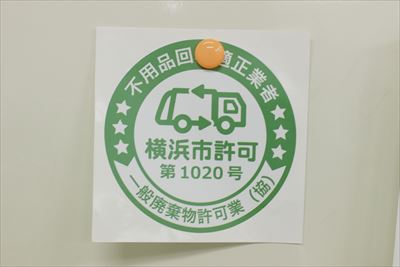 不用品回 適正業者
横浜市許可
第1020号
一般廃棄物許可業（協）